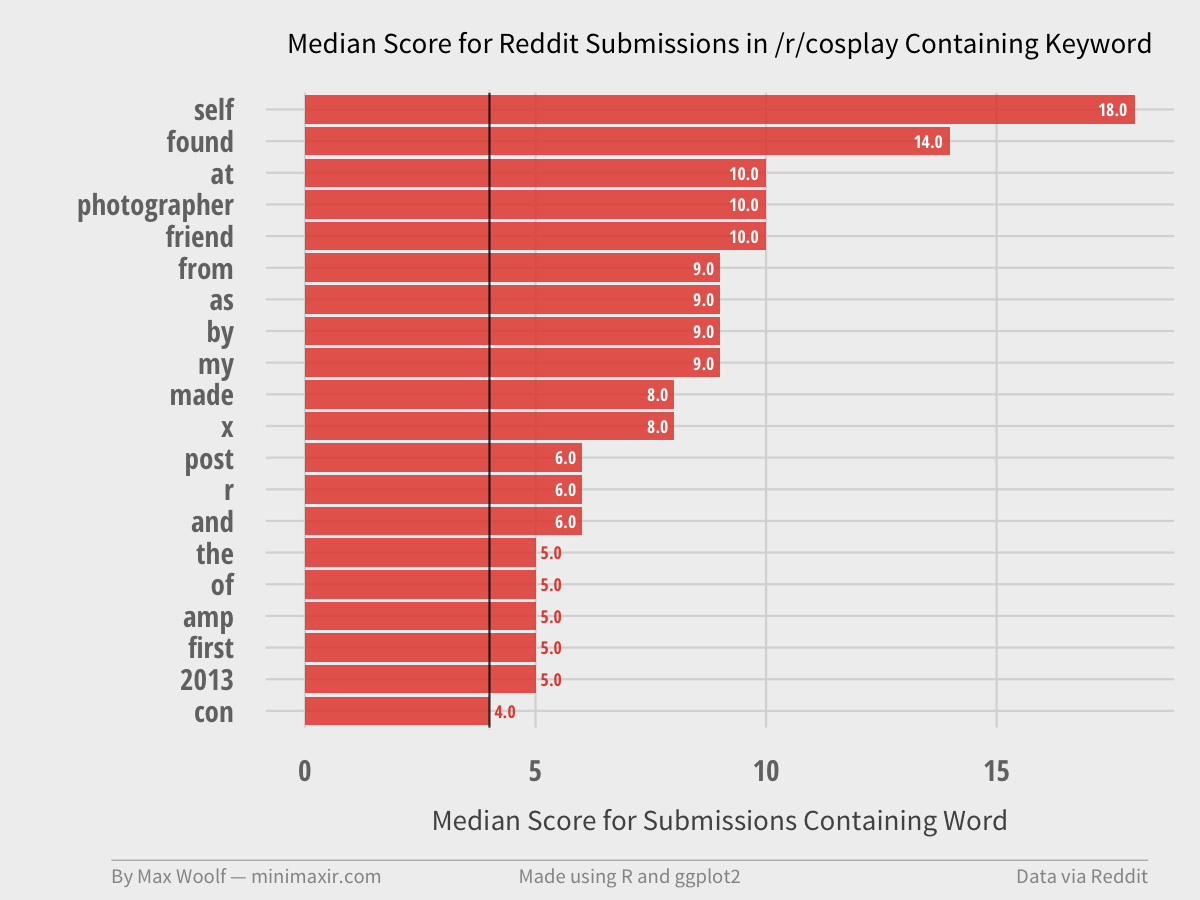 Median Score for Reddit Submissions in /r/cosplay Containing Keyword
self 18.0
found 14.0
at 10.0
photographer 10.0
friend 10.0
from 9.0
as 9.0
by 9.0
my 9.0
made 8.0
x 8.0
post 6.0
r 6.0
and 6.0
the 5.0
of 5.0
amp 5.0
first 5.0
2013 5.0
con 4.0
0 5 10 15
Median Score for Submissions Containing Word
By Max Woolf — minimaxir.com Made using R and ggplot2 Data via Reddit